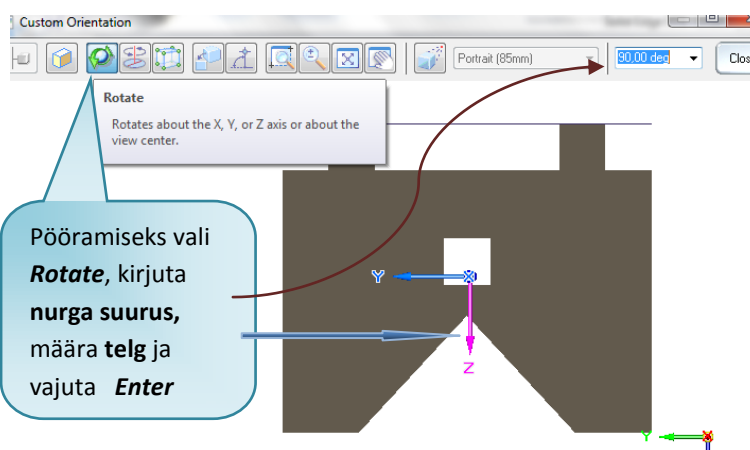 Custom Orientation
Portrait (85mm)
90,00 deg
Clos
Rotate
Rotates about the X, Y, or Z axis or about the
view center.
Pööramiseks vali
Rotate, kirjuta
nurga suurus,
määra telg ja
vajuta Enter
Y
Z
Y